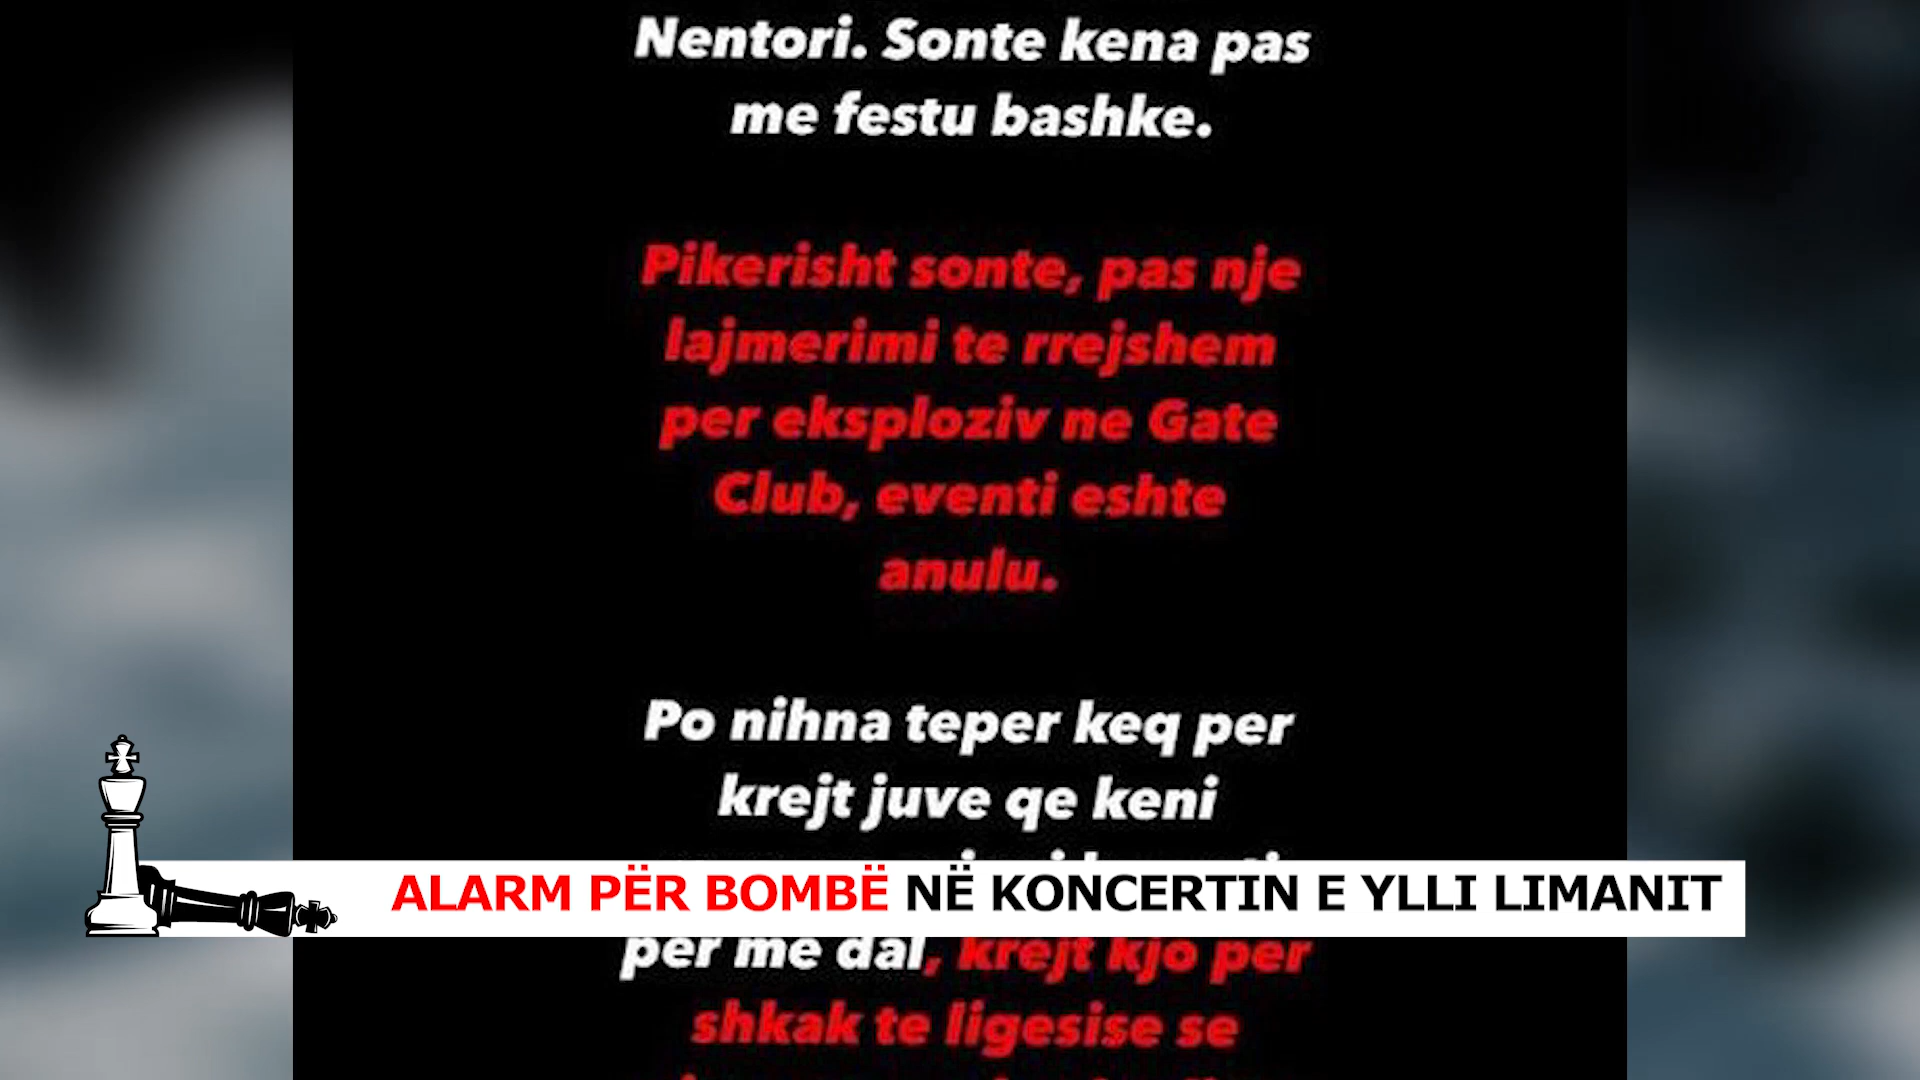 Nentori. Sonte kena pas
me festu bashke.
Pikerisht sonte, pas nje
lajmerimi te rrejshem
per eksploziv ne Gate
Club, eventi eshte
anulu.
Po nihna teper keq per
krejt juve qe keni
ALARM PËR BOMBË NË KONCERTIN E YLLI LIMANIT
per me dal, krejt kjo per
shkak te ligesise se